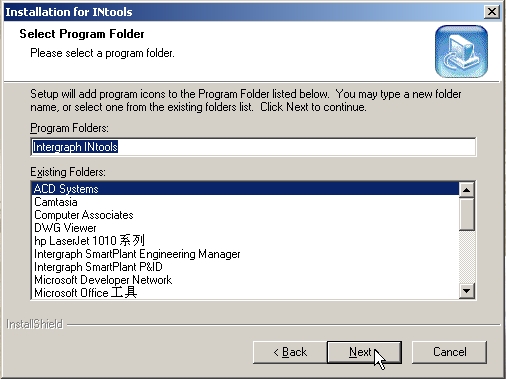 Installation for INtools
Select Program Folder
Please select a program folder.
Setup will add program icons to the Program Folder listed below. You may type a new folder
name, or select one from the existing folders list. Click Next to continue.
Program Folders:
Intergraph INtools
Existing Folders:
ACD Systems
Camtasia
Computer Associates
DWG Viewer
hp LaserJet 1010 系列
Intergraph SmartPlant Engineering Manager
Intergraph SmartPlant P&ID
Microsoft Developer Network
Microsoft Office 工具
InstallShield
< Back
Next >
Cancel